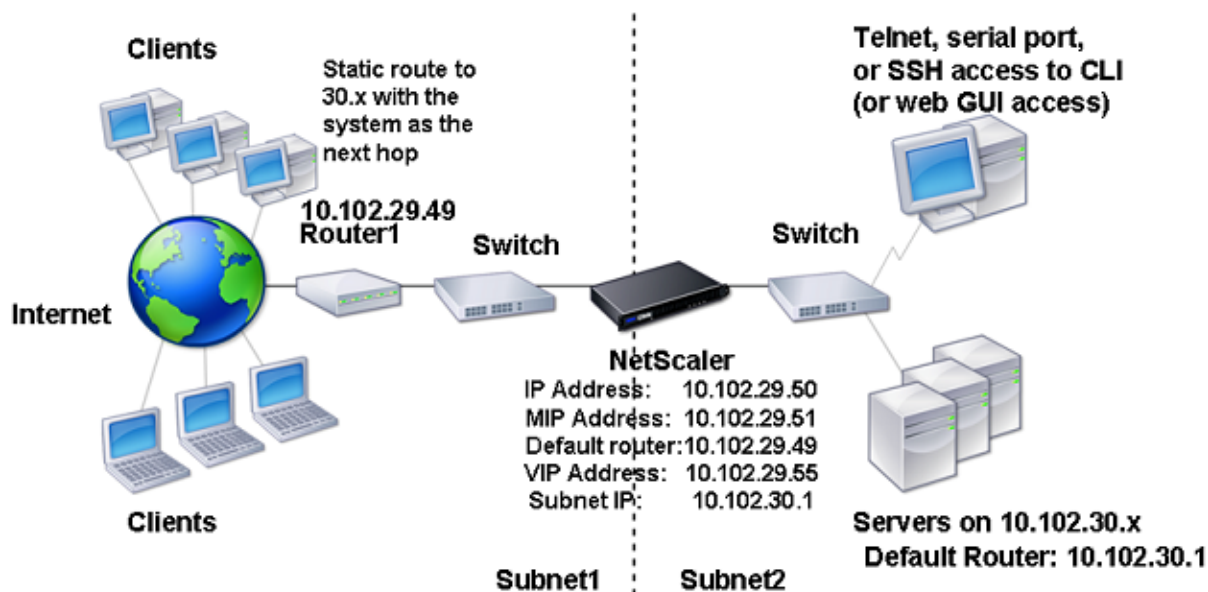 Clients
Static route to
30.x with the
system as the
next hop
Telnet, serial port,
or SSH access to CLI
(or web GUI access)
10.102.29.49
Router1
Switch
Switch
Internet
NetScaler
IP Address: 10.102.29.50
MIP Address: 10.102.29.51
Default router: 10.102.29.49
VIP Address: 10.102.29.55
Subnet IP: 10.102.30.1
Clients
Servers on 10.102.30.x
Default Router: 10.102.30.1
Subnet1
Subnet2